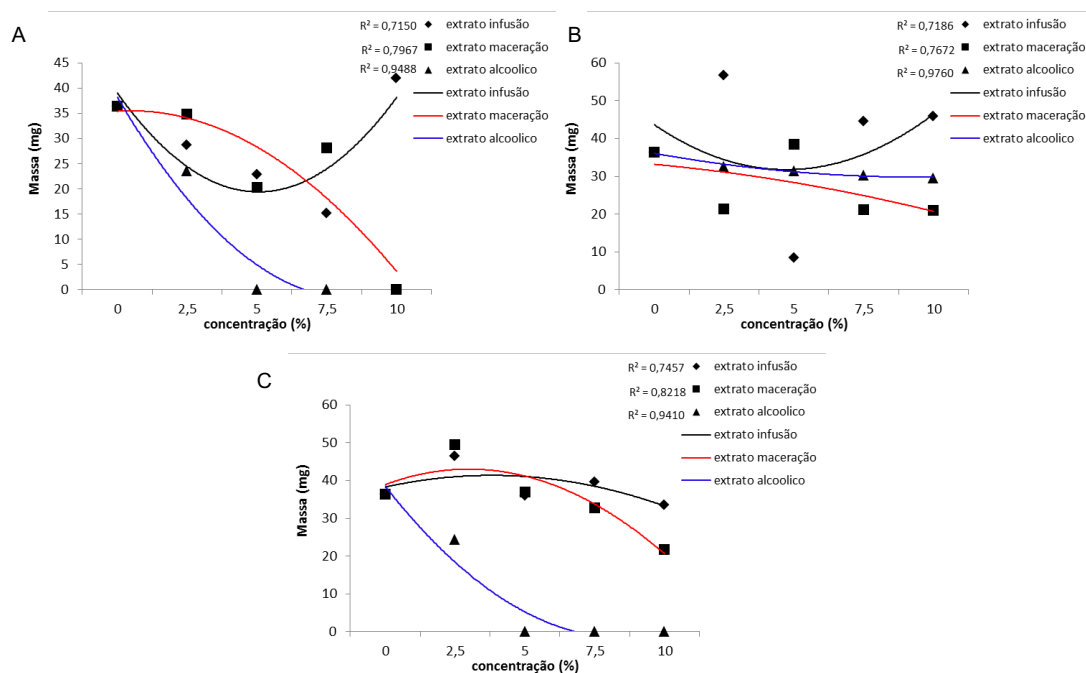 A
R² = 0,7150
extrato infusão
R² = 0,7967
extrato maceração
R² = 0,9488
extrato alcoolico
extrato infusão
extrato maceração
extrato alcoolico
45
40
35
30
25
20
15
10
5
0
Massa (mg)
0 2,5 5 7,5 10
concentração (%)
B
R² = 0,7186
extrato infusão
R² = 0,7672
extrato maceração
R² = 0,9760
extrato alcoolico
extrato infusão
extrato maceração
extrato alcoolico
60
50
40
30
20
10
0
Massa (mg)
0 2,5 5 7,5 10
concentração (%)
C
R² = 0,7457
extrato infusão
R² = 0,8218
extrato maceração
R² = 0,9410
extrato alcoolico
extrato infusão
extrato maceração
extrato alcoolico
60
50
40
30
20
10
0
Massa (mg)
0 2,5 5 7,5 10
concentração (%)